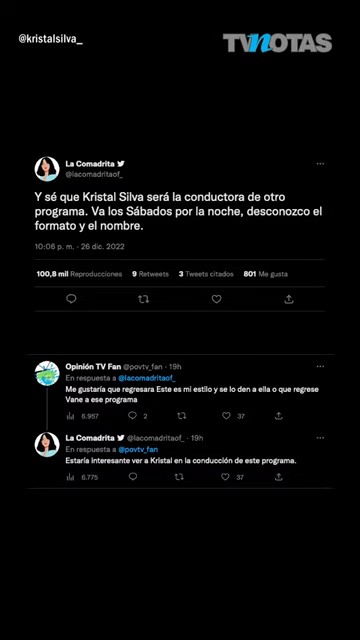 @kristalsilva_
TVNOTAS
La Comadrita
@lacomadritaof_
Y sé que Kristal Silva será la conductora de otro
programa. Va los Sábados por la noche, desconozco el
formato y el nombre.
10:06 p. m. · 26 dic. 2022
100,8 mil Reproducciones 9 Retweets 3 Tweets citados 801 Me gusta
Opinión TV Fan @povtv_fan · 19h
En respuesta a @lacomadritaof_
Me gustaría que regresara Este es mi estilo y se lo den a ella o que regrese
Vane a ese programa
6.957 2 37
La Comadrita @lacomadritaof_ · 19h
En respuesta a @povtv_fan
Estaría interesante ver a Kristal en la conducción de este programa.
6.775 37